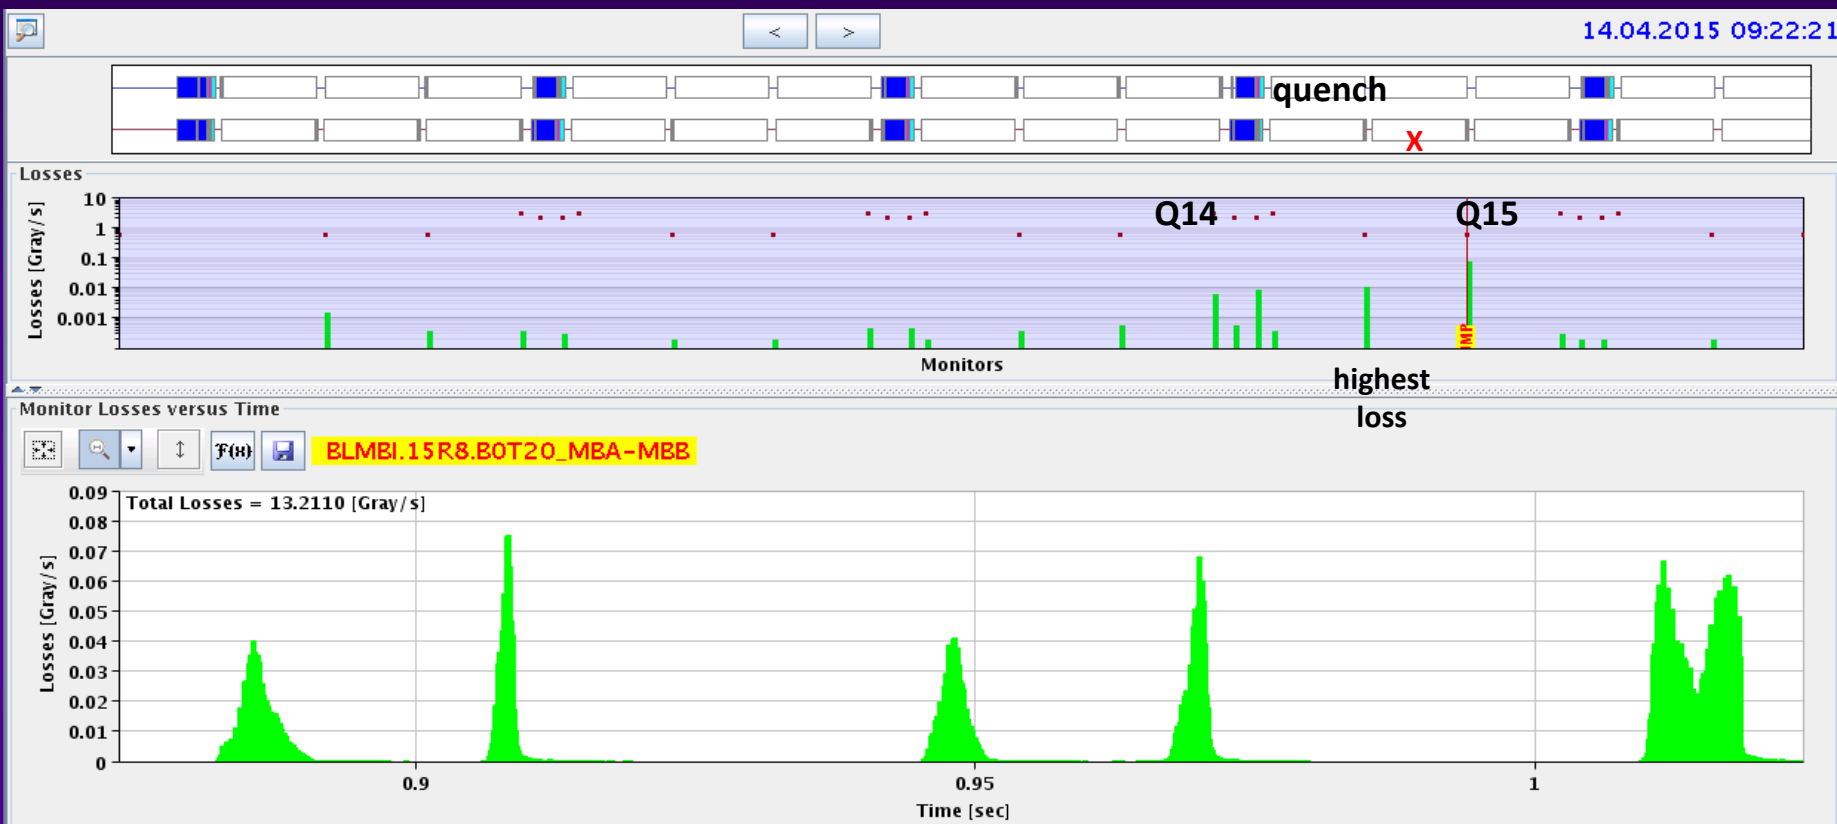 < >
14.04.2015 09:22:21
quench
X
Losses
Q14 Q15
10
1
0.1
0.01
0.001
Losses [Gray/s]
IMP
Monitors
highest
loss
Monitor Losses versus Time
F(x)
BLMBI.15R8.B0T20_MBA-MBB
Total Losses = 13.2110 [Gray/s]
0.09
0.08
0.07
0.06
0.05
0.04
0.03
0.02
0.01
0
Losses [Gray/s]
0.9 0.95 1
Time [sec]